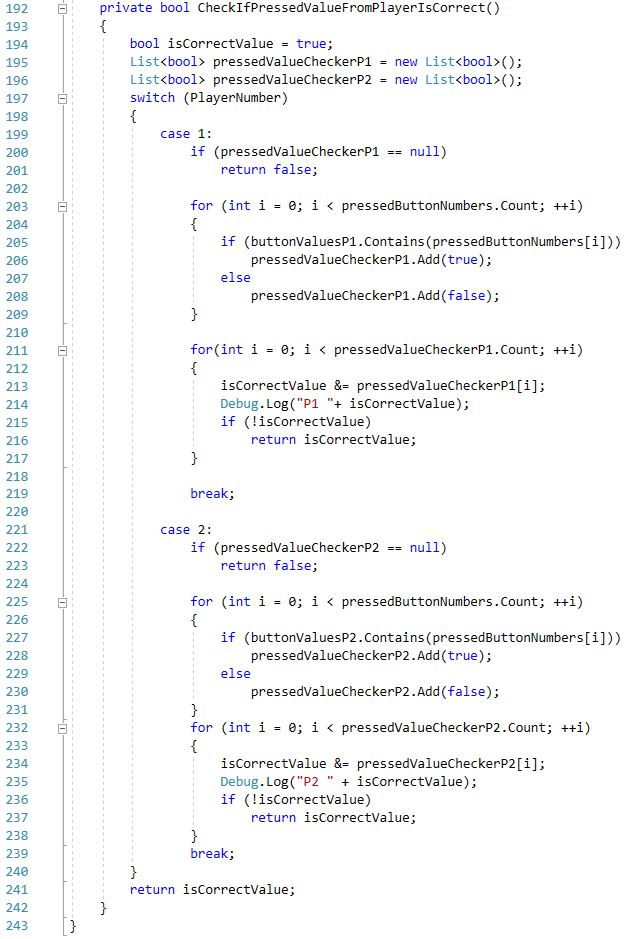 192 private bool CheckIfPressedValueFromPlayerIsCorrect()
193 {
194 bool isCorrectValue = true;
195 List<bool> pressedValueCheckerP1 = new List<bool>();
196 List<bool> pressedValueCheckerP2 = new List<bool>();
197 switch (PlayerNumber)
198 {
199 case 1:
200 if (pressedValueCheckerP1 == null)
201 return false;
202
203 for (int i = 0; i < pressedButtonNumbers.Count; ++i)
204 {
205 if (buttonValuesP1.Contains(pressedButtonNumbers[i]))
206 pressedValueCheckerP1.Add(true);
207 else
208 pressedValueCheckerP1.Add(false);
209 }
210
211 for(int i = 0; i < pressedValueCheckerP1.Count; ++i)
212 {
213 isCorrectValue &= pressedValueCheckerP1[i];
214 Debug.Log("P1 "+ isCorrectValue);
215 if (!isCorrectValue)
216 return isCorrectValue;
217 }
218
219 break;
220
221 case 2:
222 if (pressedValueCheckerP2 == null)
223 return false;
224
225 for (int i = 0; i < pressedButtonNumbers.Count; ++i)
226 {
227 if (buttonValuesP2.Contains(pressedButtonNumbers[i]))
228 pressedValueCheckerP2.Add(true);
229 else
230 pressedValueCheckerP2.Add(false);
231 }
232 for (int i = 0; i < pressedValueCheckerP2.Count; ++i)
233 {
234 isCorrectValue &= pressedValueCheckerP2[i];
235 Debug.Log("P2 " + isCorrectValue);
236 if (!isCorrectValue)
237 return isCorrectValue;
238 }
239 break;
240 }
241 return isCorrectValue;
242 }
243 }